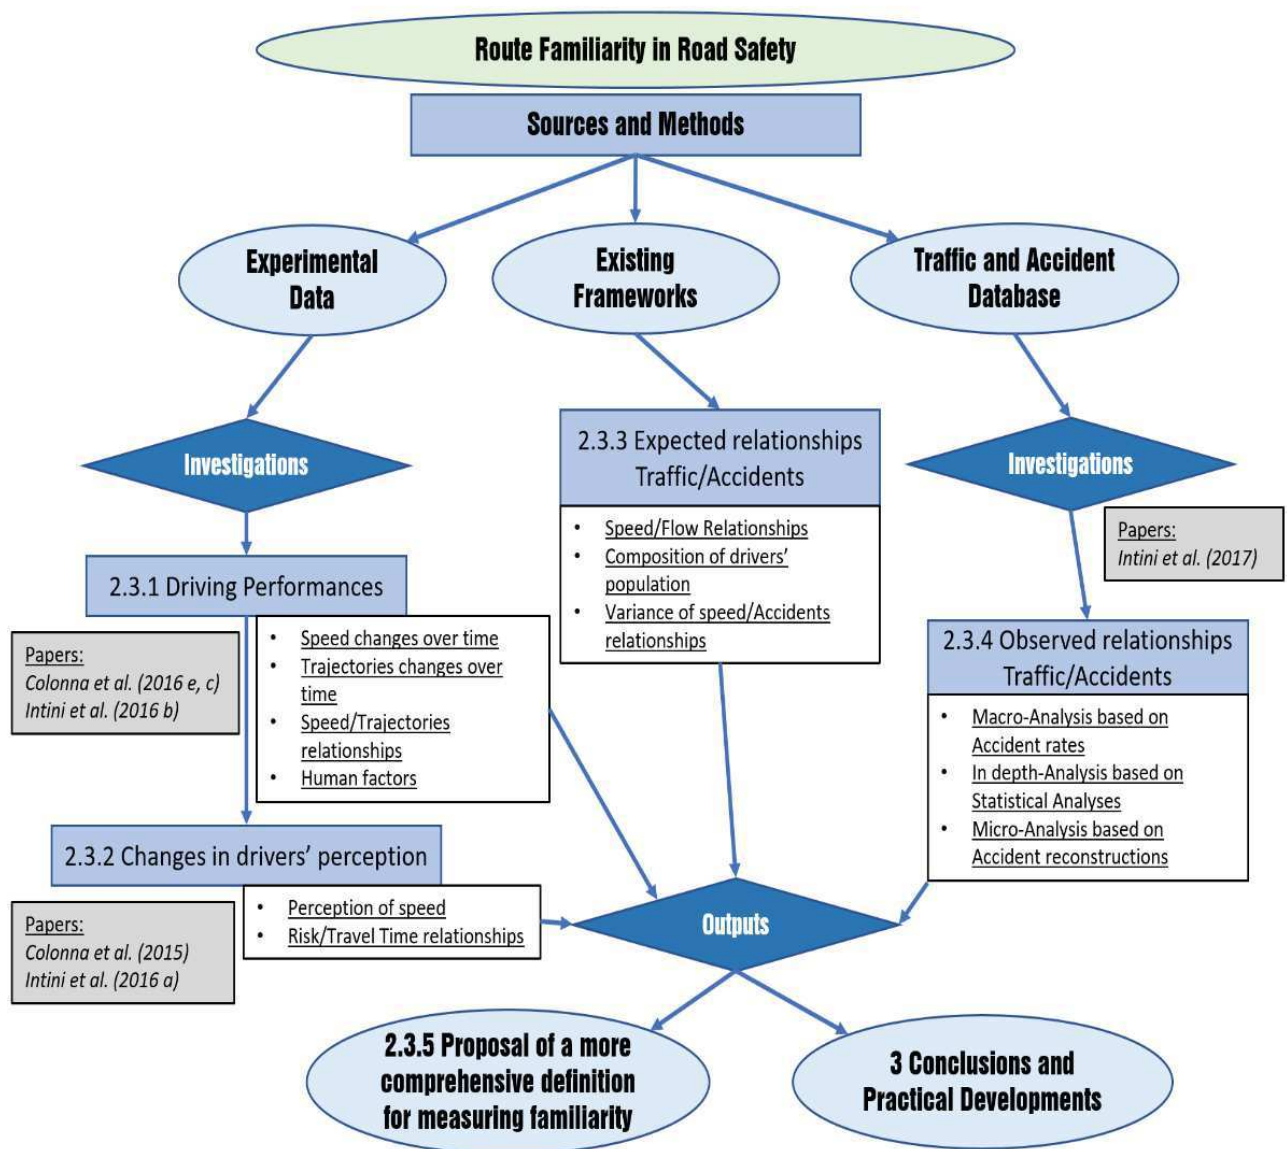 Route Familiarity in Road Safety
Sources and Methods
Experimental
Data
Existing
Frameworks
Traffic and Accident
Database
Investigations
2.3.3 Expected relationships
Traffic/Accidents
• Speed/Flow Relationships
• Composition of drivers'
population
• Variance of speed/Accidents
relationships
Investigations
Papers:
Intini et al. (2017)
2.3.1 Driving Performances
Papers:
Colonna et al. (2016 e, c)
Intini et al. (2016 b)
• Speed changes over time
• Trajectories changes over
time
• Speed/Trajectories
relationships
• Human factors
2.3.4 Observed relationships
Traffic/Accidents
• Macro-Analysis based on
Accident rates
• In depth-Analysis based on
Statistical Analyses
• Micro-Analysis based on
Accident reconstructions
2.3.2 Changes in drivers' perception
Papers:
Colonna et al. (2015)
Intini et al. (2016 a)
• Perception of speed
• Risk/Travel Time relationships
Outputs
2.3.5 Proposal of a more
comprehensive definition
for measuring familiarity
3 Conclusions and
Practical Developments